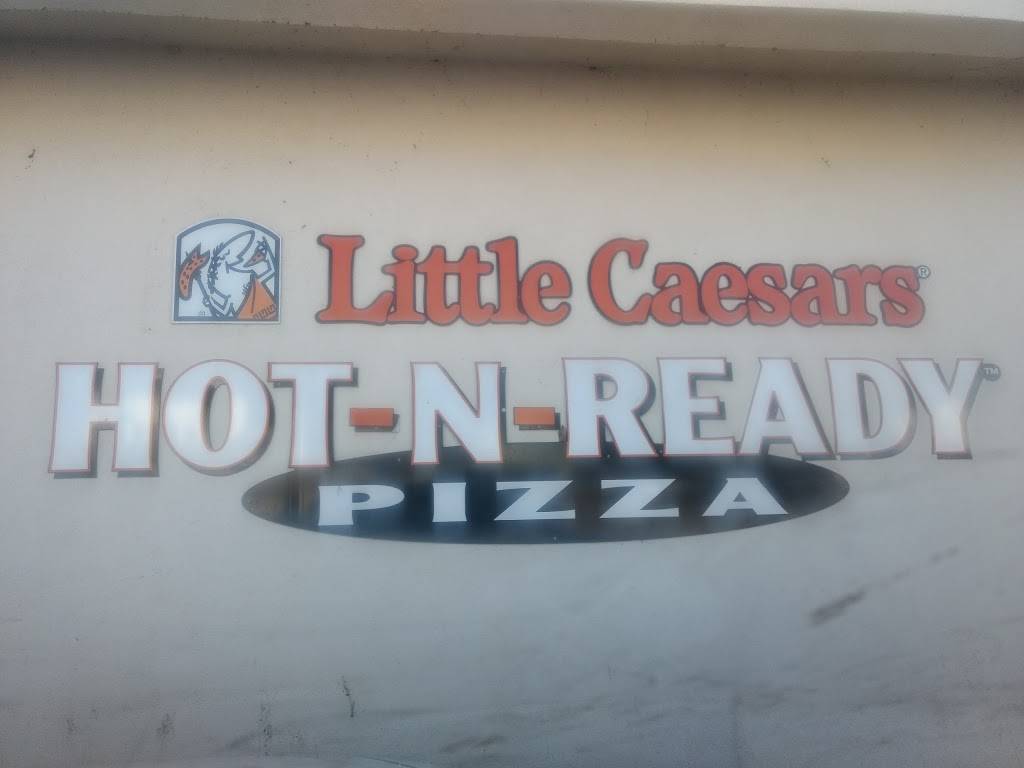 Little Caesars®
HOT-N-READY™
PIZZA